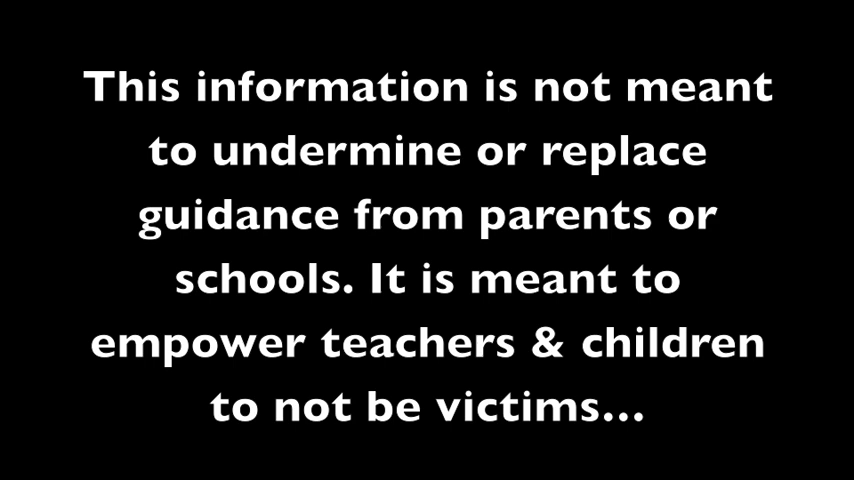 This information is not meant
to undermine or replace
guidance from parents or
schools. It is meant to
empower teachers & children
to not be victims...